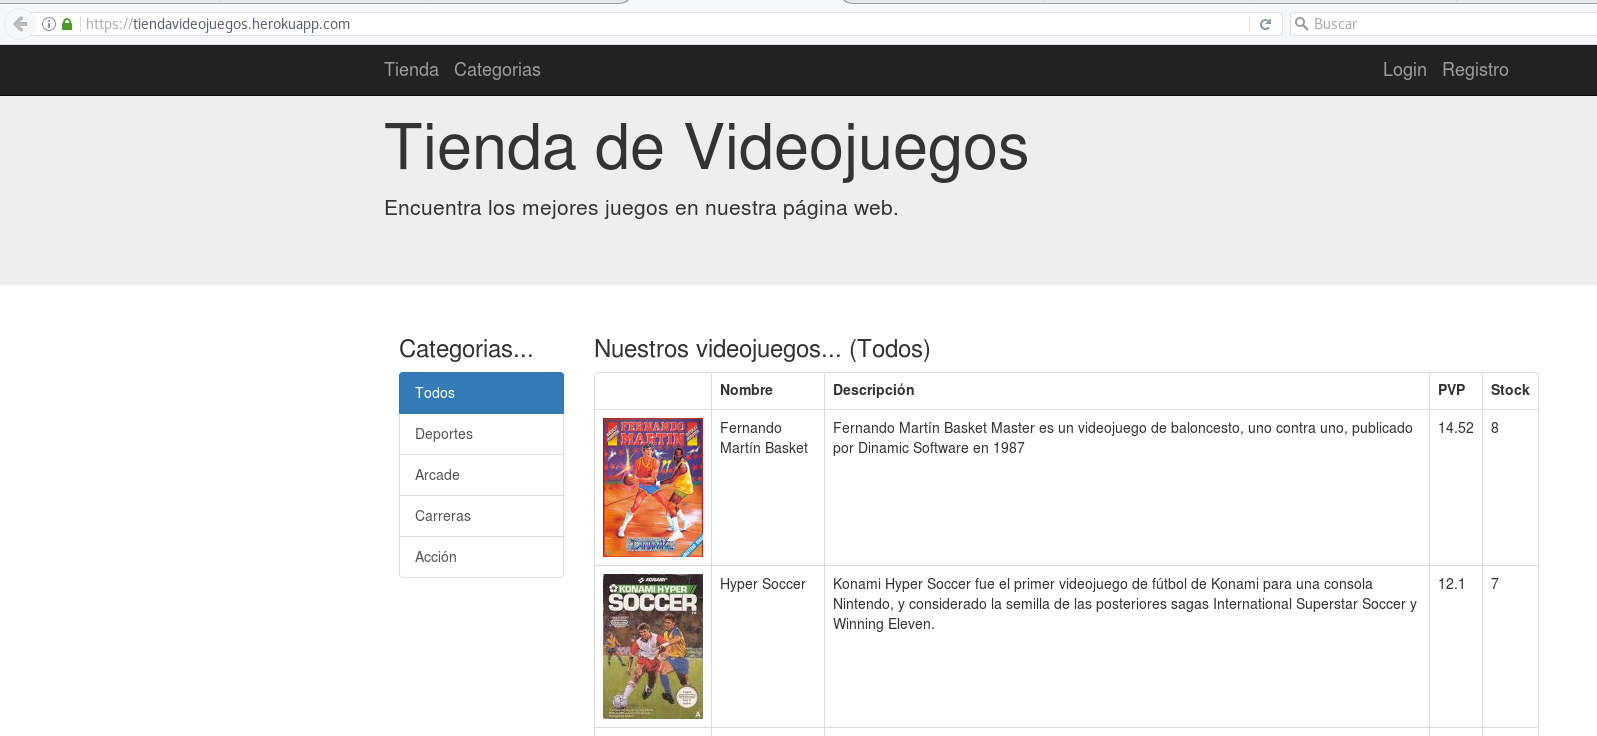 https://tiendavideojuegos.herokuapp.com
Buscar
Tienda Categorias
Login Registro
Tienda de Videojuegos
Encuentra los mejores juegos en nuestra página web.
Categorias...
Todos
Deportes
Arcade
Carreras
Acción
Nuestros videojuegos... (Todos)
Nombre Descripción PVP Stock
FERNANDO
MARTIN
DINAMIC
Fernando
Martín Basket
Fernando Martín Basket Master es un videojuego de baloncesto, uno contra uno, publicado
por Dinamic Software en 1987
14.52
8
KONAMI
KONAMI HYPER
SOCCER
Hyper Soccer
Konami Hyper Soccer fue el primer videojuego de fútbol de Konami para una consola
Nintendo, y considerado la semilla de las posteriores sagas International Superstar Soccer y
Winning Eleven.
12.1
7